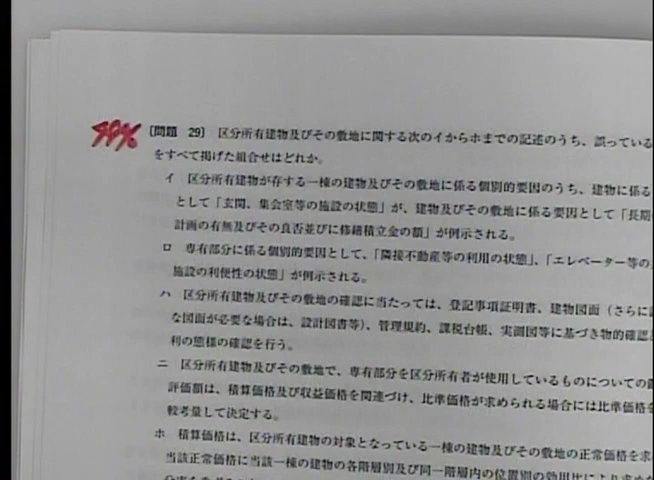 99%
〔問題 29〕 区分所有建物及びその敷地に関する次のイからホまでの記述のうち、誤っている
をすべて掲げた組合せはどれか。
イ 区分所有建物が存する一棟の建物及びその敷地に係る個別的要因のうち、建物に係る
として「玄関、集会室等の施設の状態」が、建物及びその敷地に係る要因として「長期
計画の有無及びその良否並びに修繕積立金の額」が例示される。
ロ 専有部分に係る個別的要因として、「隣接不動産等の利用の状態」、「エレベーター等の
施設の利便性の状態」が例示される。
ハ 区分所有建物及びその敷地の確認に当たっては、登記事項証明書、建物図面（さらに
な図面が必要な場合は、設計図書等）、管理規約、課税台帳、実測図等に基づき物的確認
利の態様の確認を行う。
ニ 区分所有建物及びその敷地で、専有部分を区分所有者が使用しているものについての
評価額は、積算価格及び収益価格を関連づけ、比準価格が求められる場合には比準価格を
較考量して決定する。
ホ 積算価格は、区分所有建物の対象となっている一棟の建物及びその敷地の正常価格を求
当該正常価格に当該一棟の建物の各階層別及び同一階層内の位置別の効用比により求め